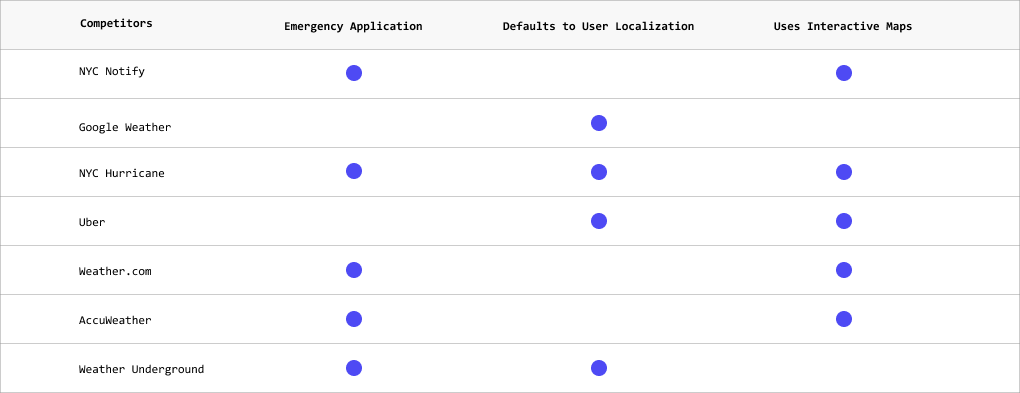 Competitors Emergency Application Defaults to User Localization Uses Interactive Maps
NYC Notify
Google Weather
NYC Hurricane
Uber
Weather.com
AccuWeather
Weather Underground